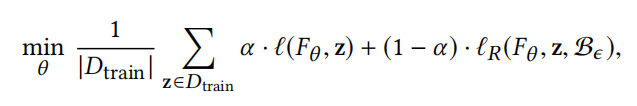 min_θ 1/|D_train| ∑_{𝐳∈D_train} α · ℓ(F_θ, 𝐳) + (1 − α) · ℓ_R(F_θ, 𝐳, ℬ_ϵ),